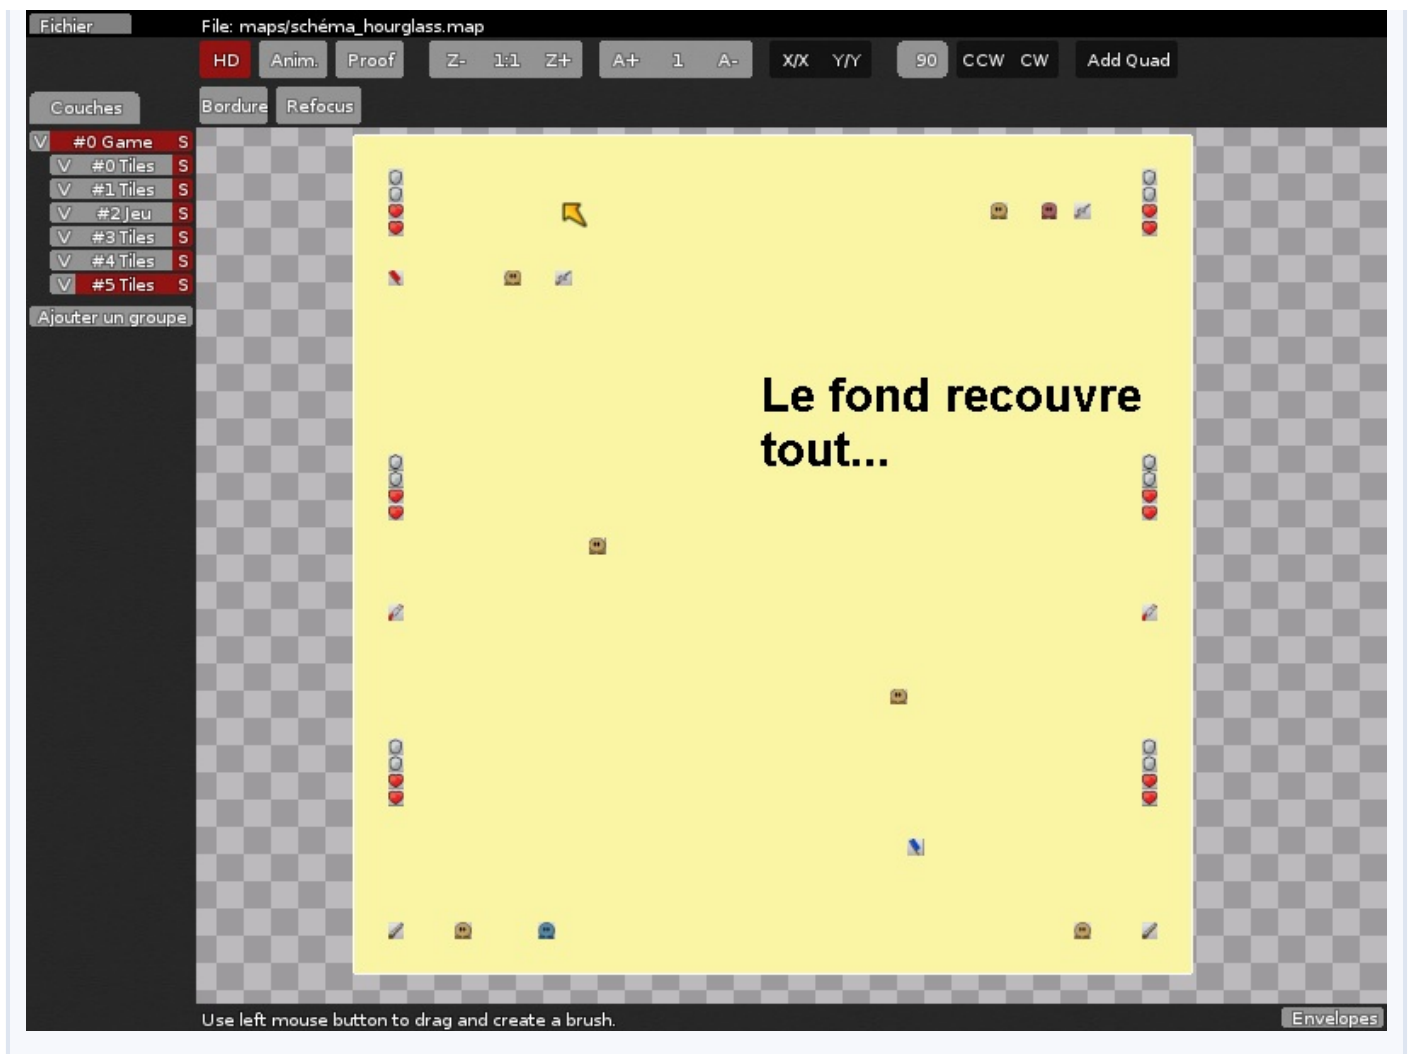 Fichier File: maps/schéma_hourglass.map
HD Anim. Proof Z- 1:1 Z+ A+ 1 A- X/X Y/Y 90 CCW CW Add Quad
Couches Bordure Refocus
V #0 Game S
V #0 Tiles S
V #1 Tiles S
V #2 Jeu S
V #3 Tiles S
V #4 Tiles S
V #5 Tiles S
Ajouter un groupe
Le fond recouvre
tout...
Use left mouse button to drag and create a brush. Envelopes